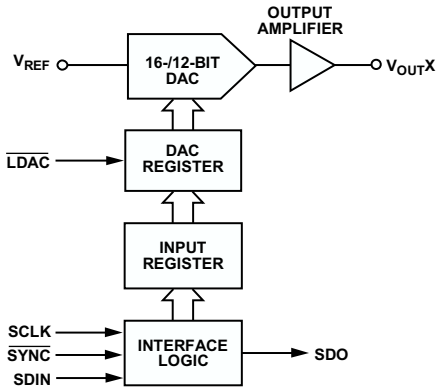 OUTPUT
AMPLIFIER
VREF
16-/12-BIT
DAC
VOUTX
LDAC
DAC
REGISTER
INPUT
REGISTER
SCLK
SYNC
SDIN
INTERFACE
LOGIC
SDO